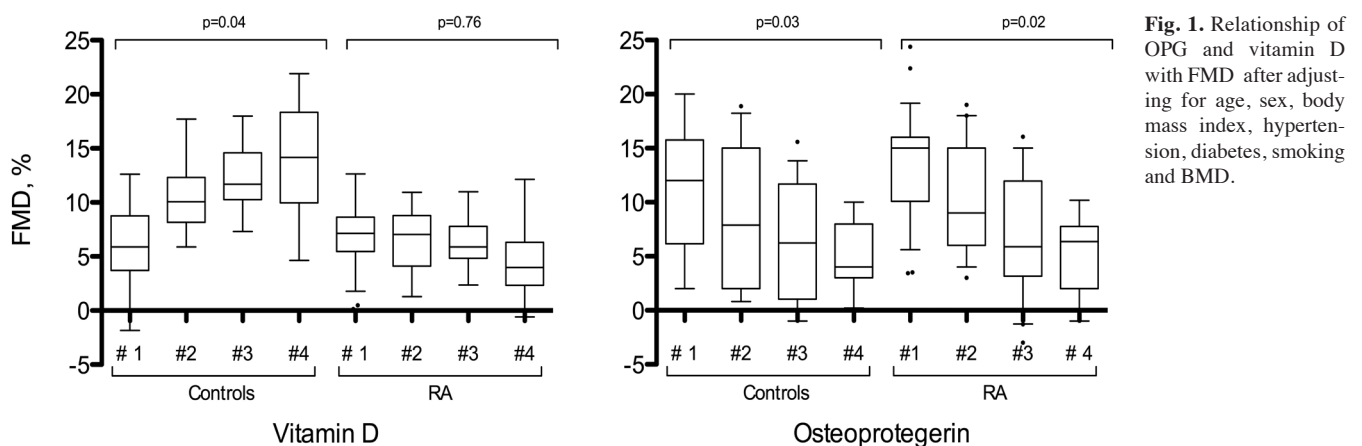 p=0.04 p=0.76
25
20
15
10
5
0
-5
FMD, %
# 1 #2 #3 #4 # 1 #2 #3 #4
Controls RA
Vitamin D
p=0.03 p=0.02
25
20
15
10
5
0
-5
# 1 #2 #3 #4 #1 #2 #3 # 4
Controls RA
Osteoprotegerin
Fig. 1. Relationship of
OPG and vitamin D
with FMD after adjust-
ing for age, sex, body
mass index, hyperten-
sion, diabetes, smoking
and BMD.